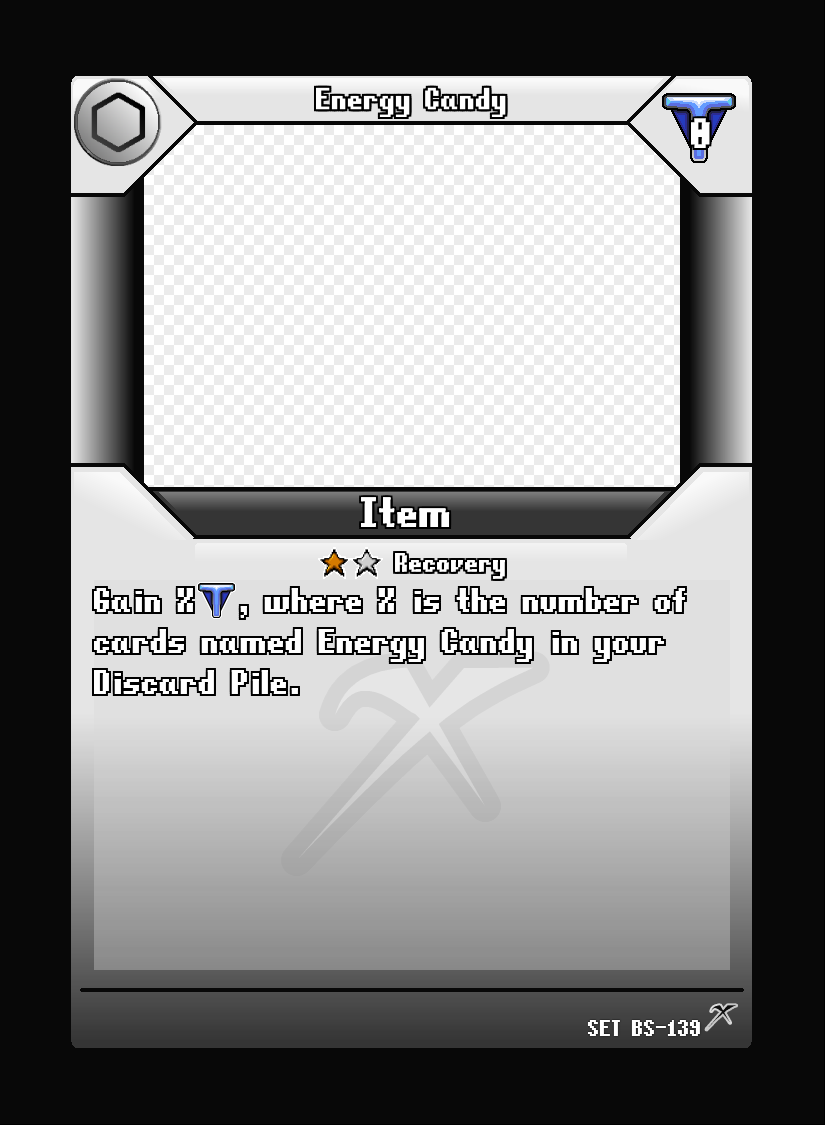 Energy Candy
0
Item
Recovery
Gain X , where X is the number of
cards named Energy Candy in your
Discard Pile.
SET BS-139